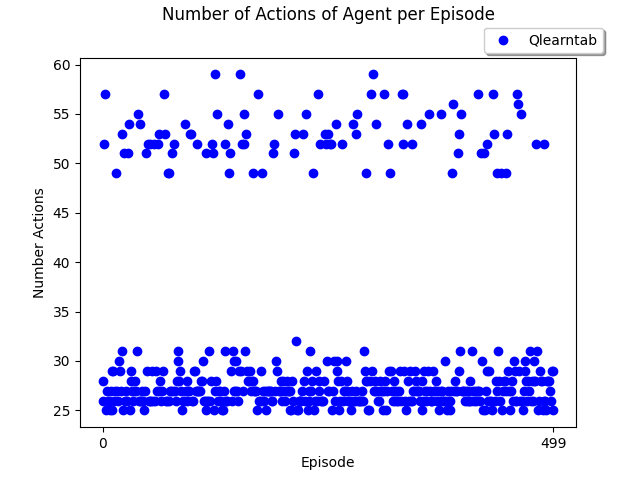 Number of Actions of Agent per Episode
Qlearntab
60
55
50
45
40
35
30
25
Number Actions
0
499
Episode